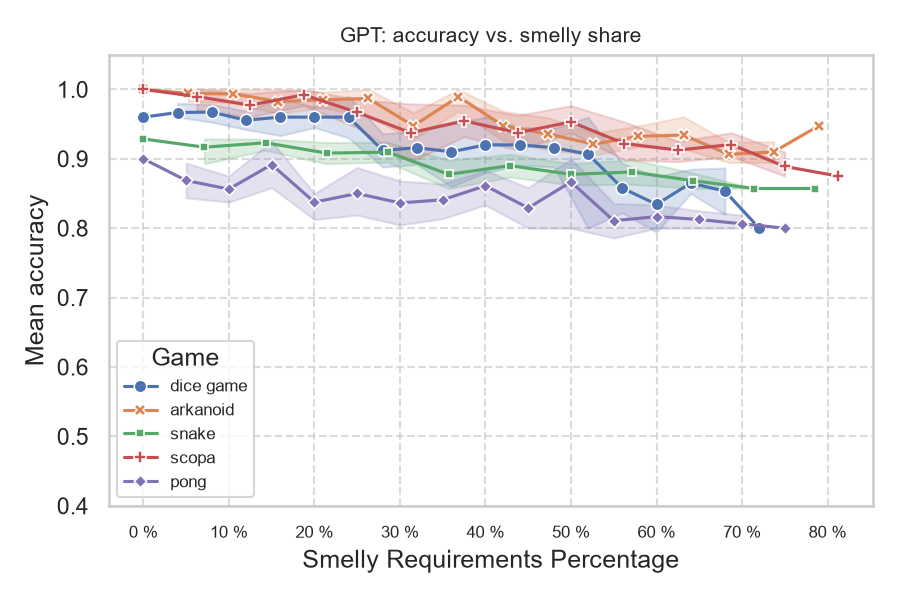 GPT: accuracy vs. smelly share
Mean accuracy
1.0
0.9
0.8
0.7
0.6
0.5
0.4
Game
dice game
arkanoid
snake
scopa
pong
0 %
10 %
20 %
30 %
40 %
50 %
60 %
70 %
80 %
Smelly Requirements Percentage